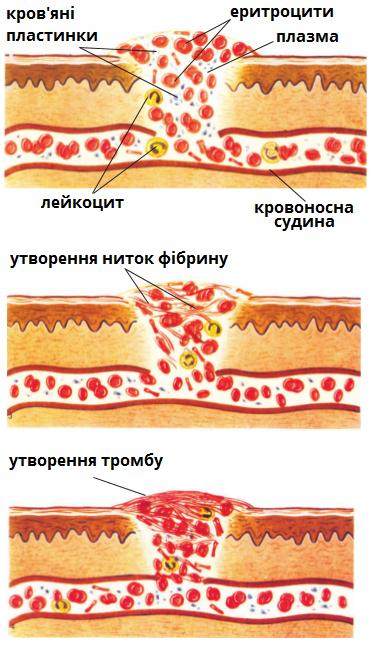 кров'яні
пластинки
еритроцити
плазма
лейкоцит
кровоносна
судина
утворення ниток фібрину
утворення тромбу